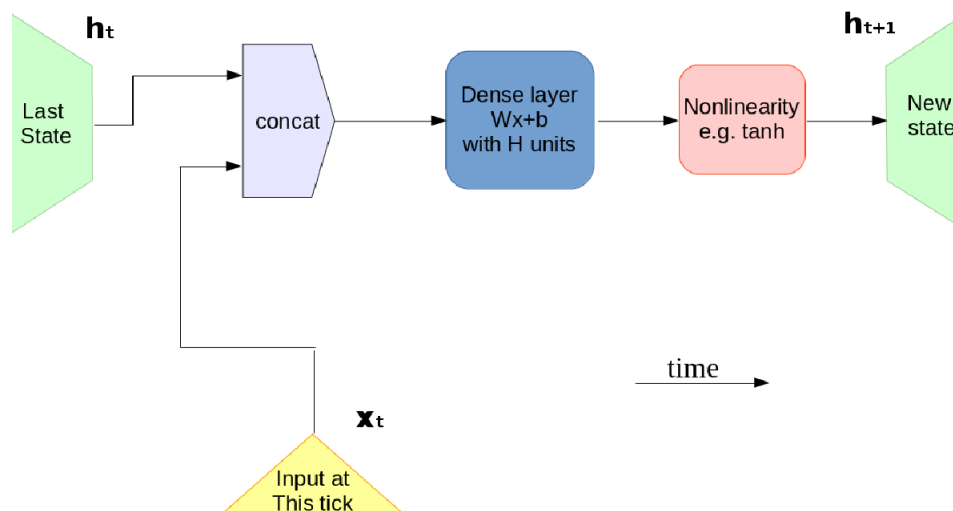 hₜ
hₜ₊₁
Last
State
concat
Dense layer
Wx+b
with H units
Nonlinearity
e.g. tanh
New
state
time
xₜ
Input at
This tick